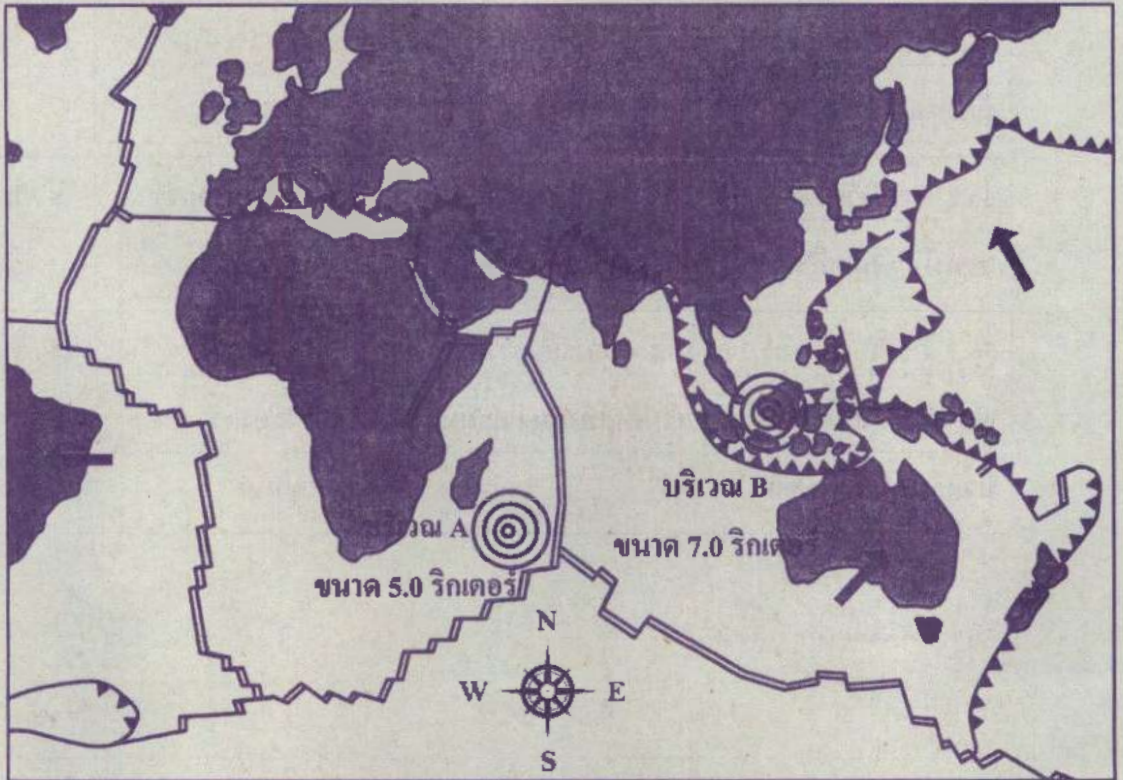 บริเวณ B
บริเวณ A
ขนาด 7.0 ริกเตอร์
ขนาด 5.0 ริกเตอร์
N
W E
S